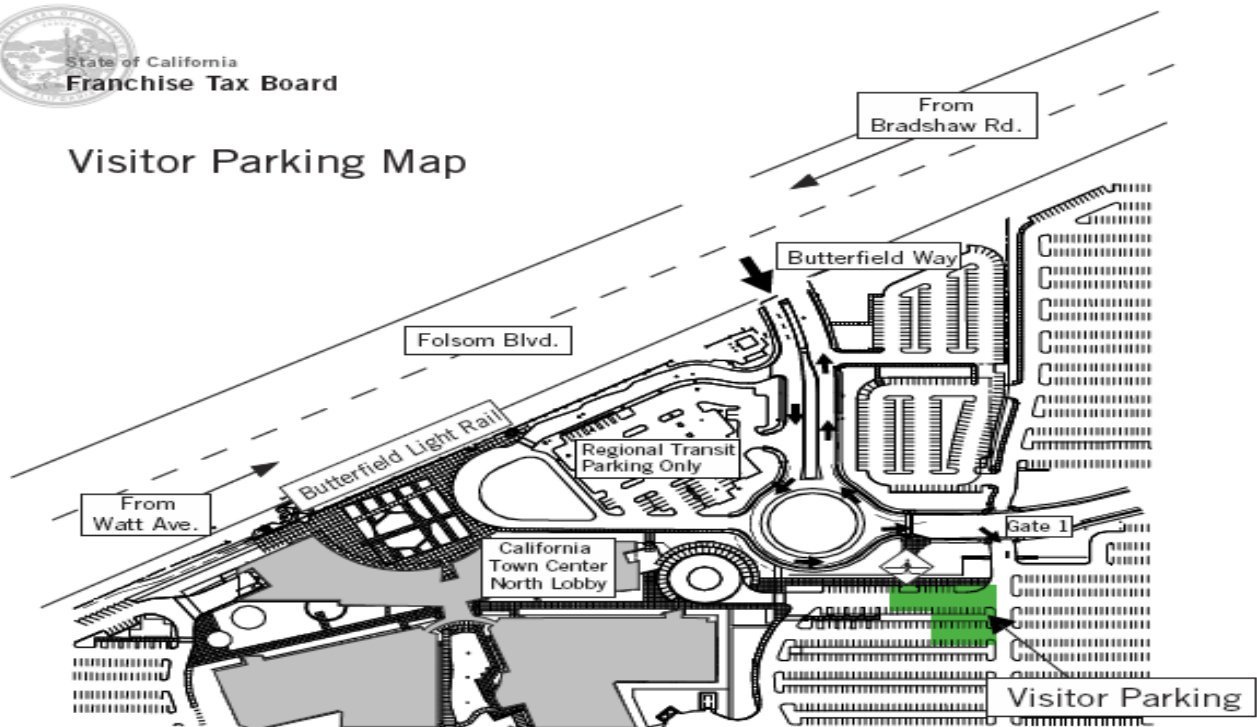 State of California
Franchise Tax Board
Visitor Parking Map
From
Bradshaw Rd.
Butterfield Way
Folsom Blvd.
Butterfield Light Rail
Regional Transit
Parking Only
From
Watt Ave.
Gate 1
California
Town Center
North Lobby
Visitor Parking